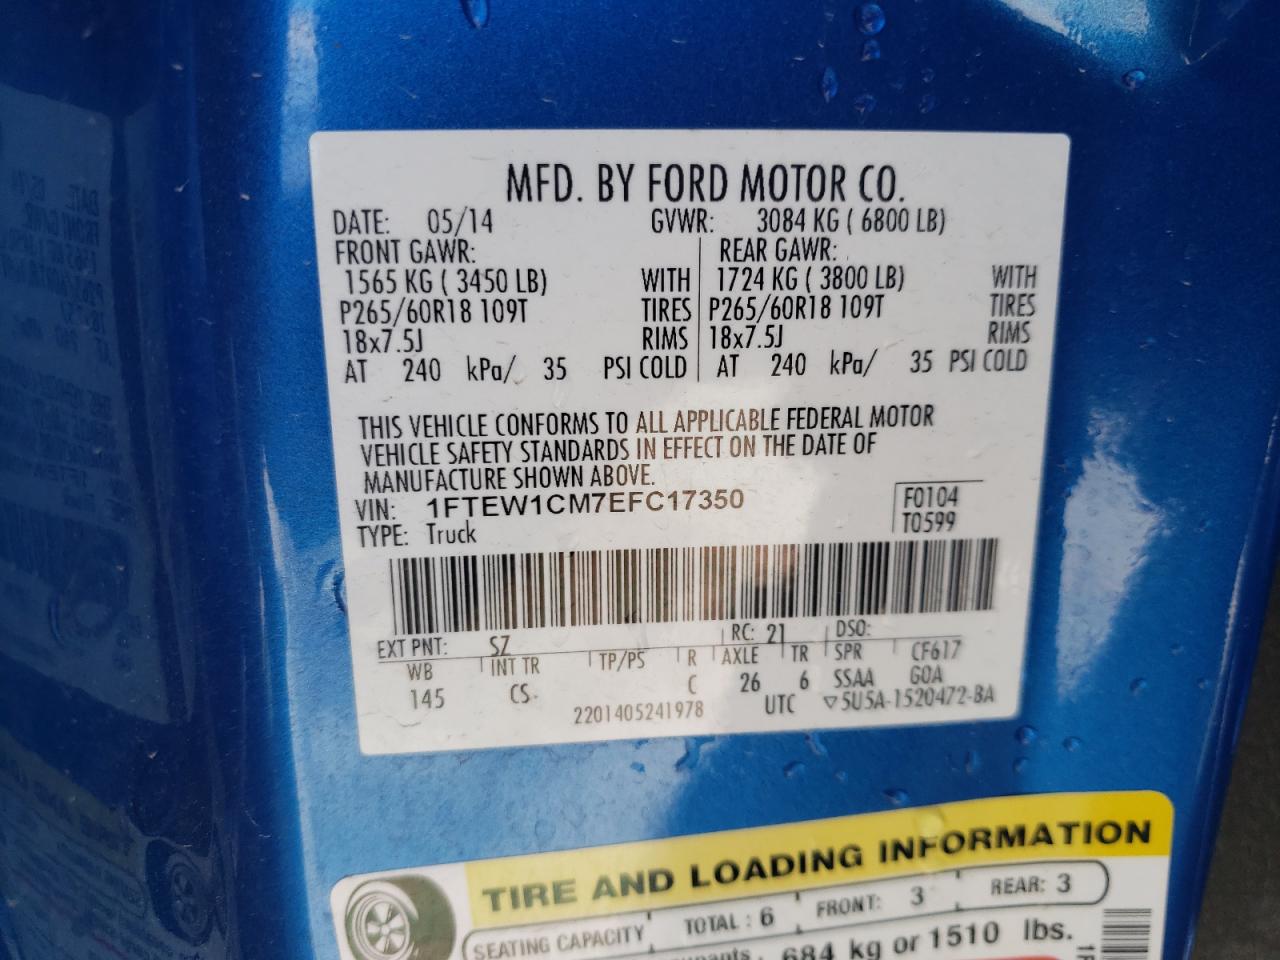 MFD. BY FORD MOTOR CO.
DATE: 05/14 GVWR: 3084 KG ( 6800 LB)
FRONT GAWR: REAR GAWR:
1565 KG ( 3450 LB) WITH 1724 KG ( 3800 LB) WITH
P265/60R18 109T TIRES P265/60R18 109T TIRES
18x7.5J RIMS 18x7.5J RIMS
AT 240 kPa/ 35 PSI COLD AT 240 kPa/ 35 PSI COLD
THIS VEHICLE CONFORMS TO ALL APPLICABLE FEDERAL MOTOR
VEHICLE SAFETY STANDARDS IN EFFECT ON THE DATE OF
MANUFACTURE SHOWN ABOVE.
VIN: 1FTEW1CM7EFC17350 F0104
TYPE: Truck T0599
EXT PNT: SZ RC: 21 DSO:
WB INT TR TP/PS R AXLE TR SPR CF617
145 CS C 26 6 SSAA GOA
2201405241978 UTC ▽5U5A-1520472-BA
TIRE AND LOADING INFORMATION
SEATING CAPACITY TOTAL : 6 FRONT: 3 REAR: 3
684 kg or 1510 lbs.